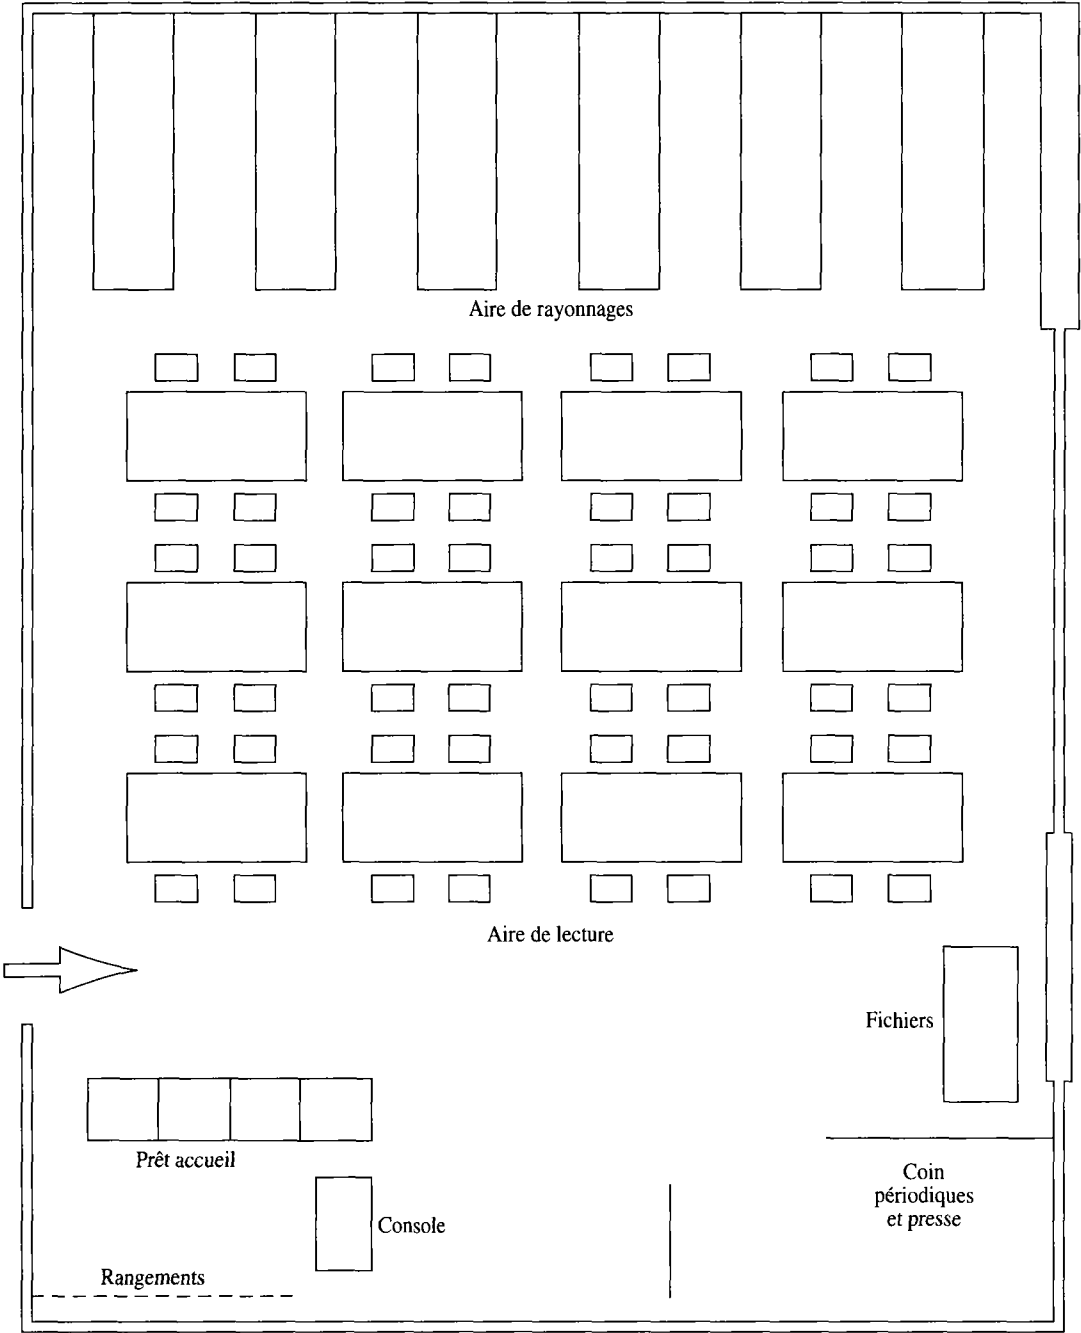 Aire de rayonnages
Aire de lecture
Fichiers
Prêt accueil
Coin
périodiques
et presse
Console
Rangements